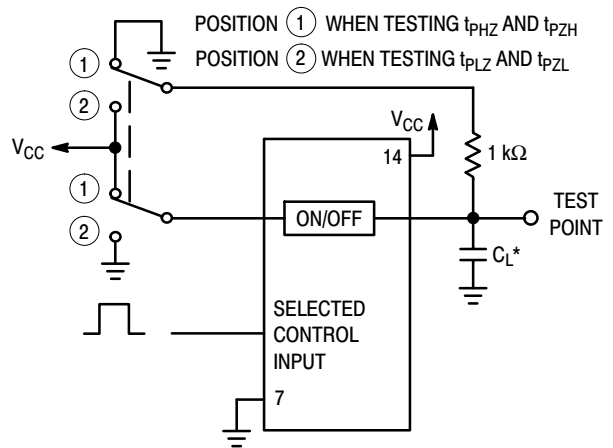 POSITION 1 WHEN TESTING tPHZ AND tPZH
POSITION 2 WHEN TESTING tPLZ AND tPZL
1
2
VCC
1
2
VCC
14
1 kΩ
ON/OFF
TEST
POINT
CL*
SELECTED
CONTROL
INPUT
7